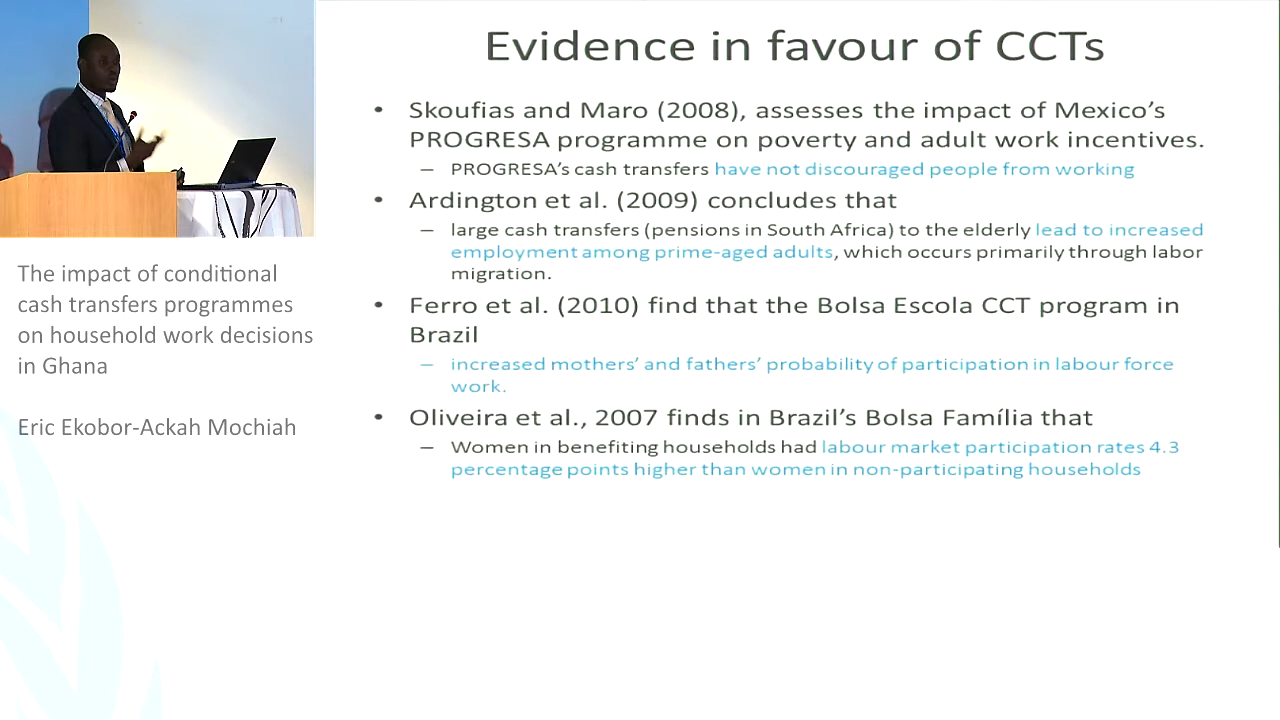 Evidence in favour of CCTs
• Skoufias and Maro (2008), assesses the impact of Mexico’s
PROGRESA programme on poverty and adult work incentives.
– PROGRESA’s cash transfers have not discouraged people from working
• Ardington et al. (2009) concludes that
– large cash transfers (pensions in South Africa) to the elderly lead to increased
employment among prime-aged adults, which occurs primarily through labor
migration.
• Ferro et al. (2010) find that the Bolsa Escola CCT program in
Brazil
– increased mothers’ and fathers’ probability of participation in labour force
work.
• Oliveira et al., 2007 finds in Brazil’s Bolsa Família that
– Women in benefiting households had labour market participation rates 4.3
percentage points higher than women in non-participating households
The impact of conditional
cash transfers programmes
on household work decisions
in Ghana
Eric Ekobor-Ackah Mochiah